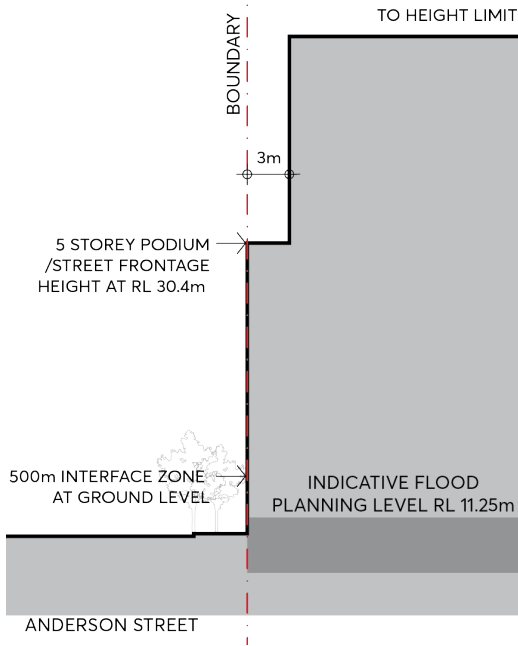 TO HEIGHT LIMIT
BOUNDARY
3m
5 STOREY PODIUM
/STREET FRONTAGE
HEIGHT AT RL 30.4m
500m INTERFACE ZONE
AT GROUND LEVEL
INDICATIVE FLOOD
PLANNING LEVEL RL 11.25m
ANDERSON STREET